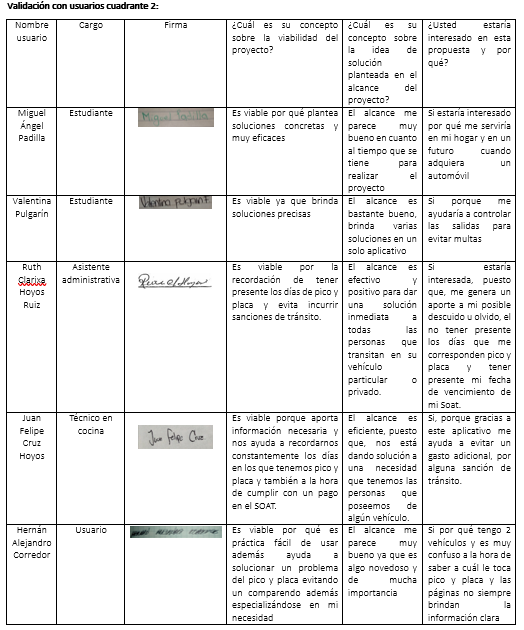 Validación con usuarios cuadrante 2:
Nombre usuario
Cargo
Firma
¿Cuál es su concepto sobre la viabilidad del proyecto?
¿Cuál es su concepto sobre la idea de solución planteada en el alcance del proyecto?
¿Usted estaría interesado en esta propuesta y por qué?
Miguel Ángel Padilla
Estudiante
Miguel Padilla
Es viable por qué plantea soluciones concretas y muy eficaces
El alcance me parece muy bueno en cuanto al tiempo que se tiene para realizar el proyecto
Si estaría interesado por qué me serviría en mi hogar y en un futuro cuando adquiera un automóvil
Valentina Pulgarín
Estudiante
Valentina pulgarin F
Es viable ya que brinda soluciones precisas
El alcance es bastante bueno, brinda varias soluciones en un solo aplicativo
Si porque me ayudaría a controlar las salidas para evitar multas
Ruth Clarixa Hoyos Ruiz
Asistente administrativa
Es viable por la recordación de tener presente los días de pico y placa y evita incurrir sanciones de tránsito.
El alcance es efectivo y positivo para dar una solución inmediata a todas las personas que transitan en su vehículo particular o privado.
Si estaría interesada, puesto que, me genera un aporte a mi posible descuido u olvido, el no tener presente los días que me corresponden pico y placa y tener presente mi fecha de vencimiento de mi Soat.
Juan Felipe Cruz Hoyos
Técnico en cocina
Juan Felipe Cruz
Es viable porque aporta información necesaria y nos ayuda a recordarnos constantemente los días en los que tenemos pico y placa y también a la hora de cumplir con un pago en el SOAT.
El alcance es eficiente, puesto que, nos está dando solución a una necesidad que tenemos las personas que poseemos de algún vehículo.
Si, porque gracias a este aplicativo me ayuda a evitar un gasto adicional, por alguna sanción de tránsito.
Hernán Alejandro Corredor
Usuario
Es viable por qué es práctica fácil de usar además ayuda a solucionar un problema del pico y placa evitando un comparendo además especializándose en mi necesidad
El alcance me parece muy bueno ya que es algo novedoso y de mucha importancia
Si por qué tengo 2 vehículos y es muy confuso a la hora de saber a cuál le toca pico y placa y las páginas no siempre brindan la información clara